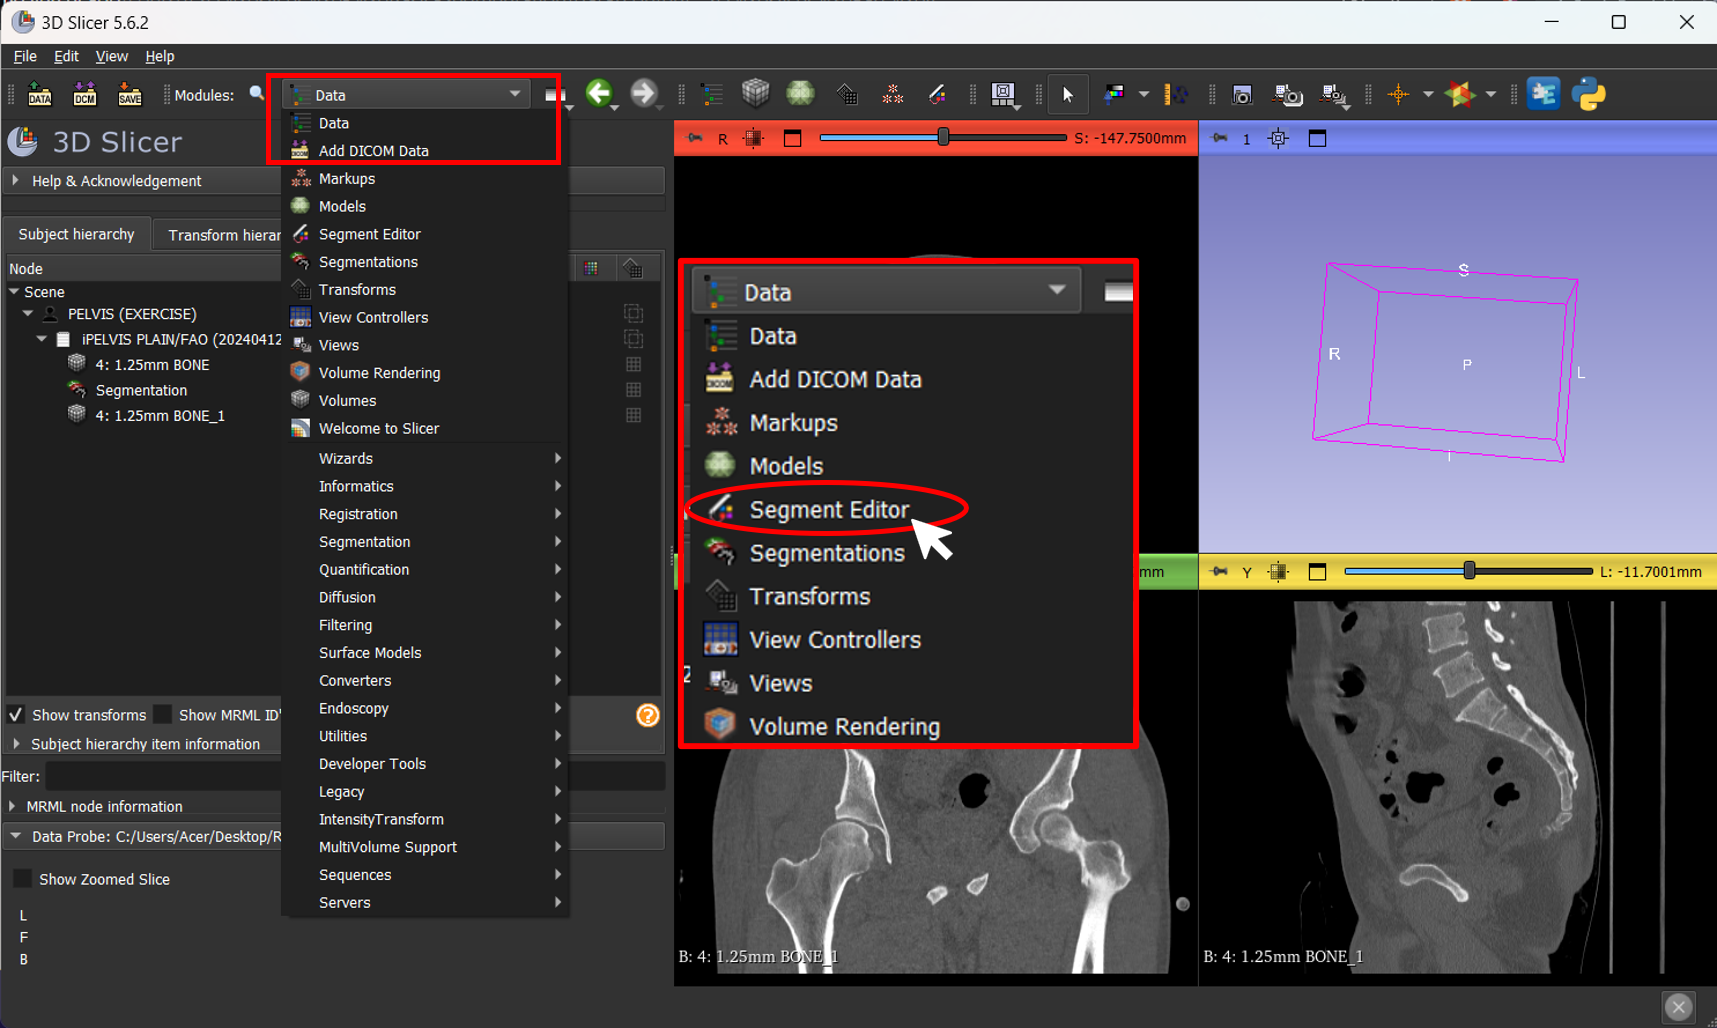 3D Slicer 5.6.2
File Edit View Help
DATA DCM SAVE Modules: Data
3D Slicer
Help & Acknowledgement
Subject hierarchy Transform hierar
Node
Scene
PELVIS (EXERCISE)
iPELVIS PLAIN/FAO (20240412
4: 1.25mm BONE
Segmentation
4: 1.25mm BONE_1
Show transforms Show MRML ID'
Subject hierarchy item information
Filter:
MRML node information
Data Probe: C:/Users/Acer/Desktop/R
Show Zoomed Slice
L
F
B
Data
Add DICOM Data
Markups
Models
Segment Editor
Segmentations
Transforms
View Controllers
Views
Volume Rendering
Volumes
Welcome to Slicer
Wizards
Informatics
Registration
Segmentation
Quantification
Diffusion
Filtering
Surface Models
Converters
Endoscopy
Utilities
Developer Tools
Legacy
IntensityTransform
MultiVolume Support
Sequences
Servers
R S: -147.7500mm
1
S
R
P
L
I
Data
Data
Add DICOM Data
Markups
Models
Segment Editor
Segmentations
Transforms
View Controllers
Views
Volume Rendering
mm
Y L: -11.7001mm
B: 4: 1.25mm BONE_1
B: 4: 1.25mm BONE_1